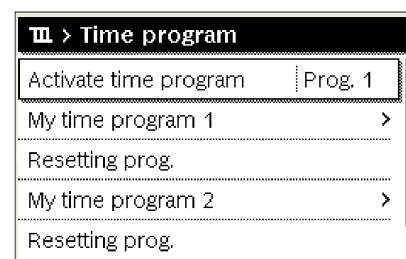 > Time program
Activate time program Prog. 1
My time program 1 >
Resetting prog.
My time program 2 >
Resetting prog.